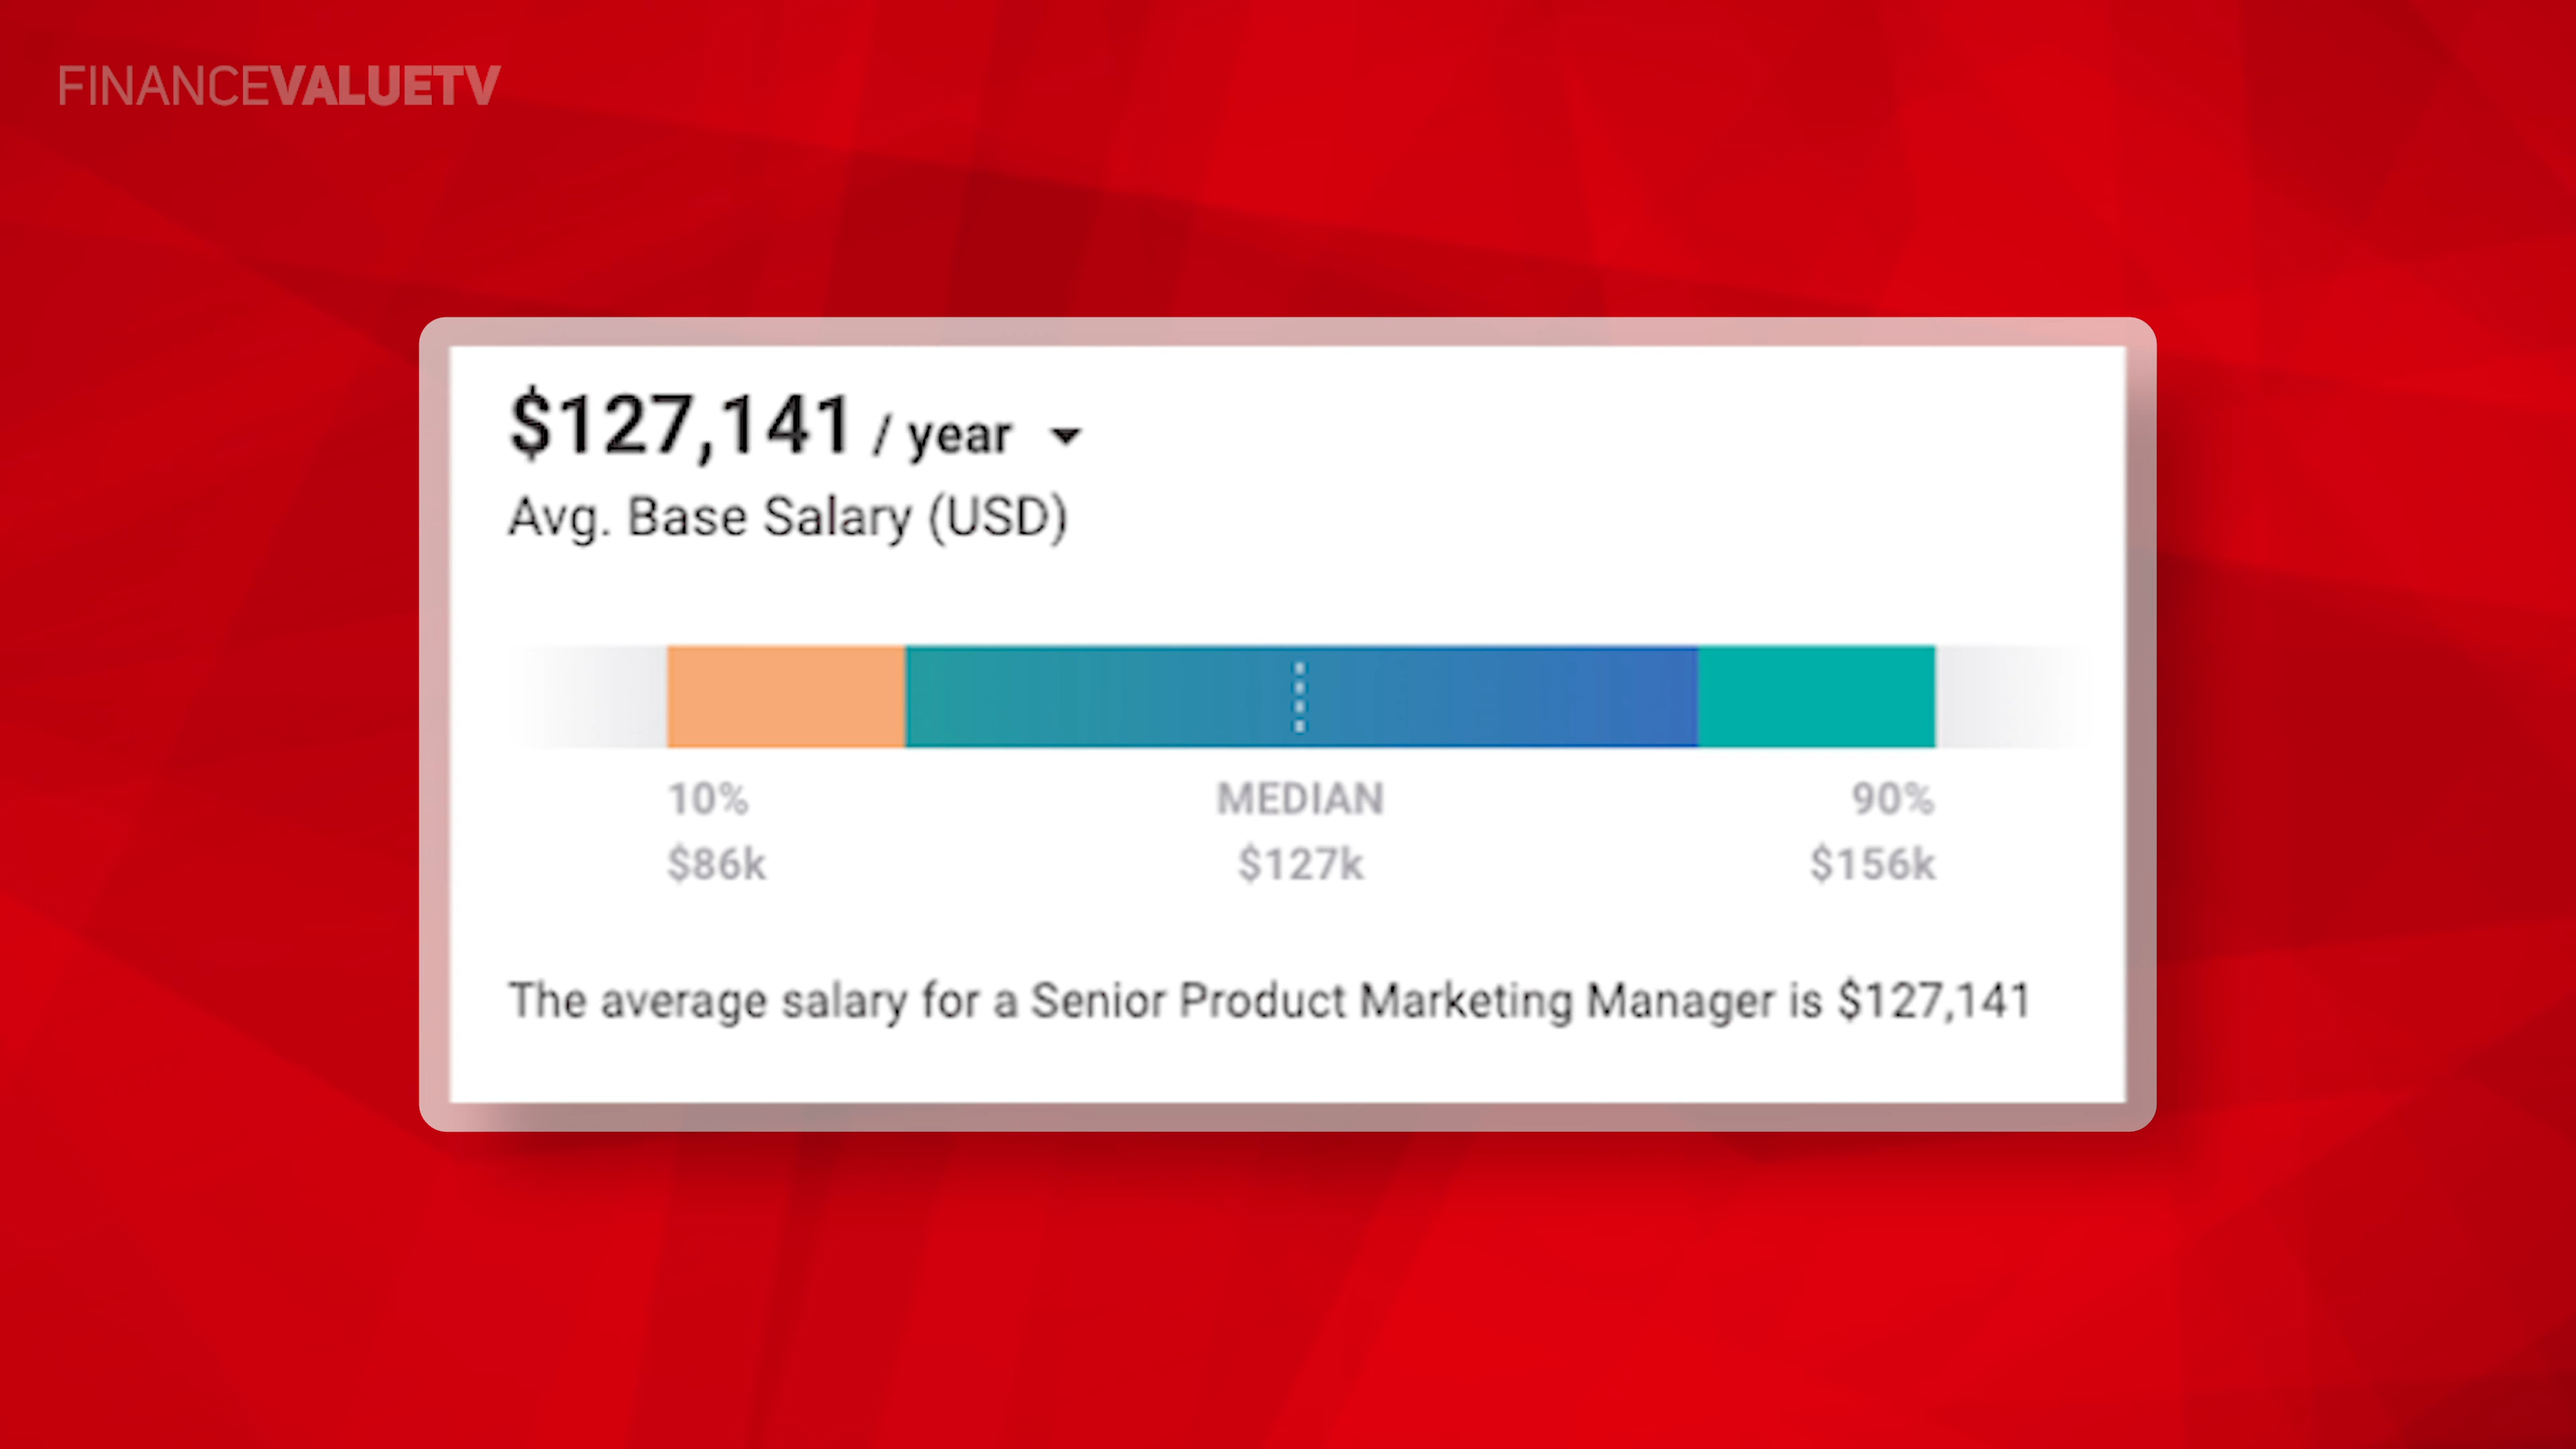 FINANCEVALUETV
$127,141 / year
Avg. Base Salary (USD)
10% MEDIAN 90%
$86k $127k $156k
The average salary for a Senior Product Marketing Manager is $127,141